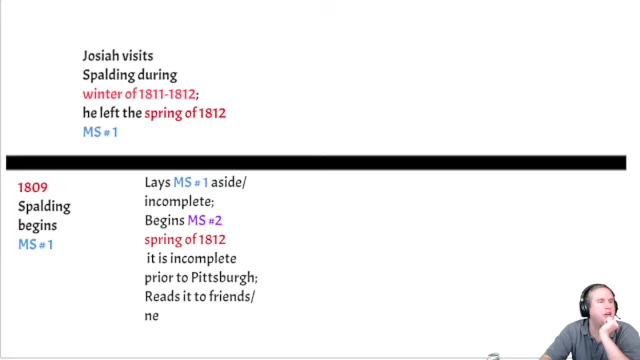 Josiah visits
Spalding during
winter of 1811-1812;
he left the spring of 1812
MS # 1
1809
Spalding
begins
MS # 1
Lays MS # 1 aside/
incomplete;
Begins MS #2
spring of 1812
it is incomplete
prior to Pittsburgh;
Reads it to friends/
ne